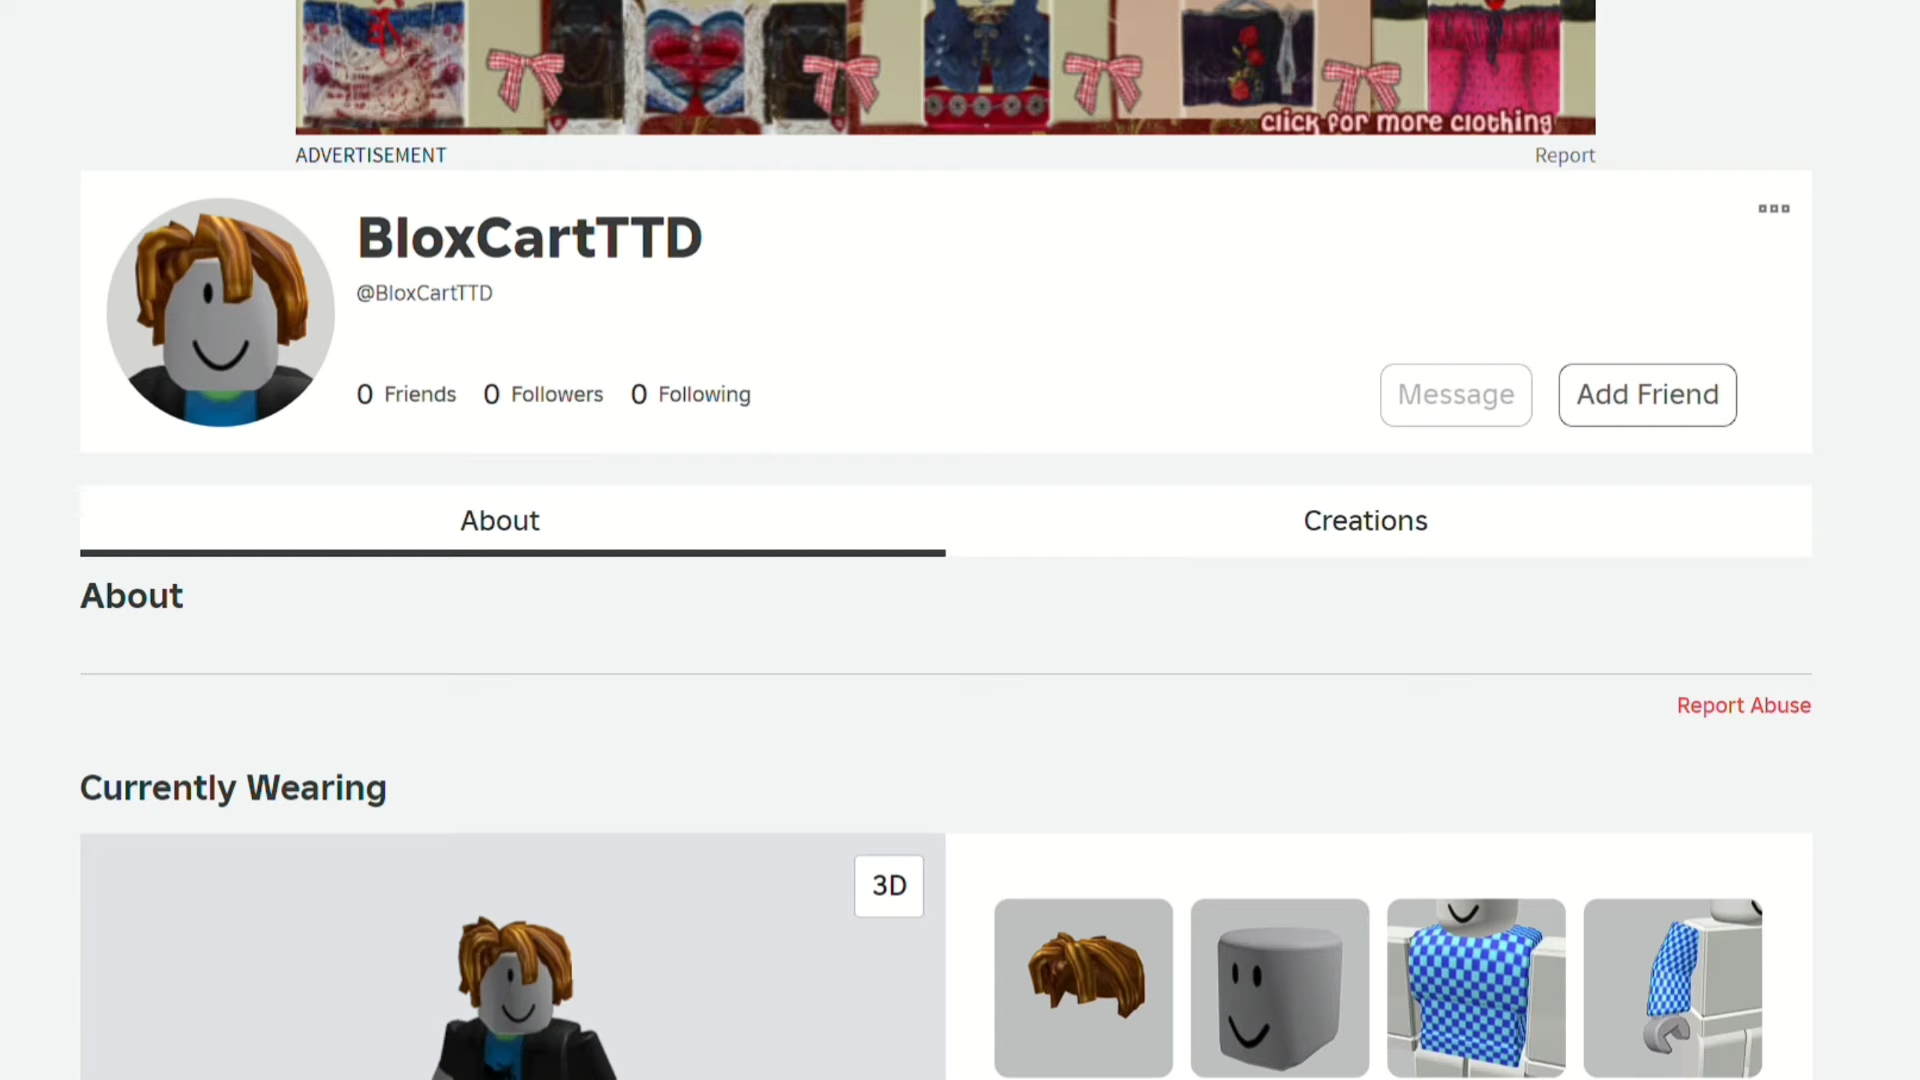 click for more clothing
ADVERTISEMENT
Report
BloxCartTTD
@BloxCartTTD
0 Friends 0 Followers 0 Following
Message
Add Friend
About
Creations
About
Report Abuse
Currently Wearing
3D